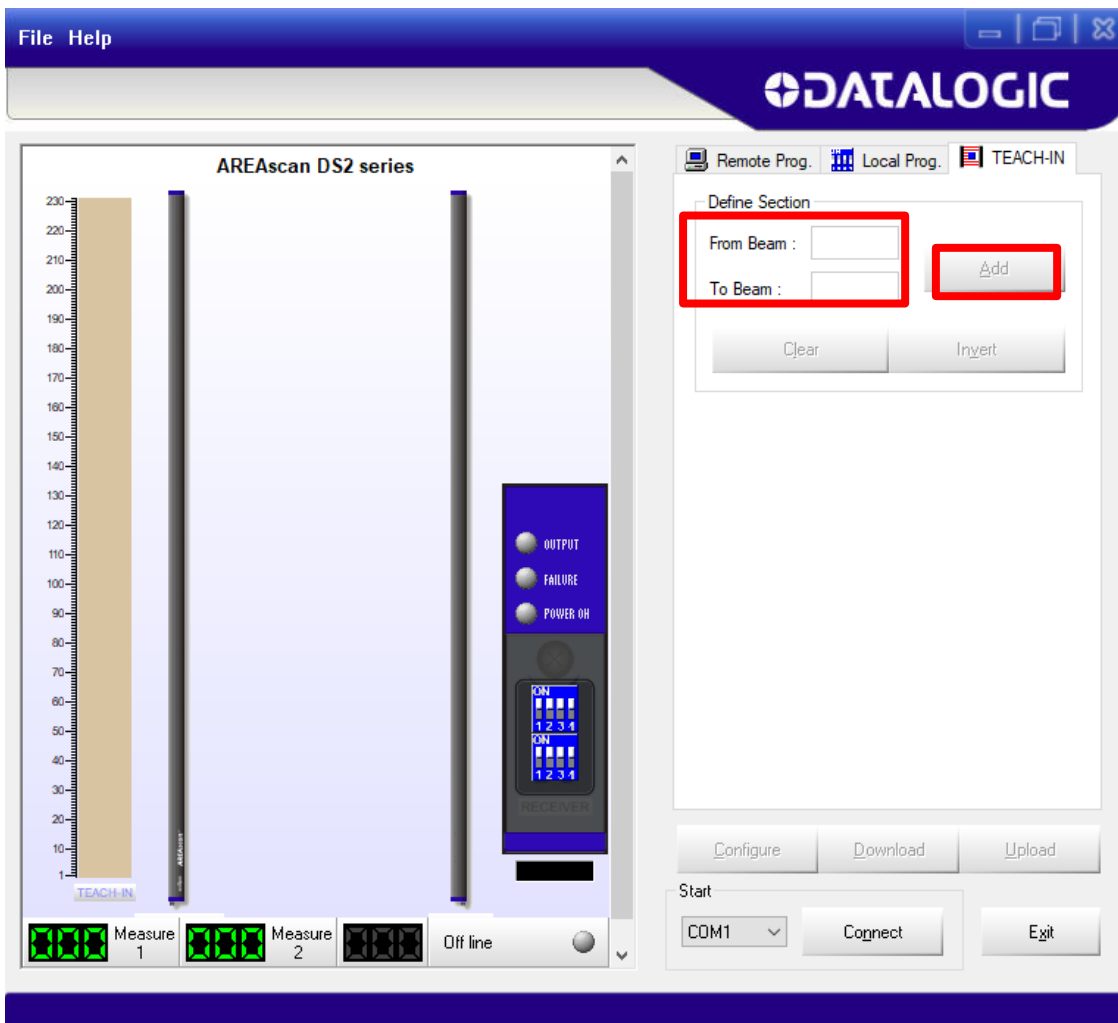 File Help
DATALOGIC
AREAscan DS2 series
230
220
210
200
190
180
170
160
150
140
130
120
110
100
90
80
70
60
50
40
30
20
10
1
TEACH-IN
AREAscan
OUTPUT
FAILURE
POWER ON
ON
1 2 3 4
ON
1 2 3 4
RECEIVER
Measure 
1
Measure 
2
Off line
Remote Prog.
Local Prog.
TEACH-IN
Define Section
From Beam :
To Beam :
Add
Clear
Invert
Configure
Download
Upload
Start
COM1
Connect
Exit